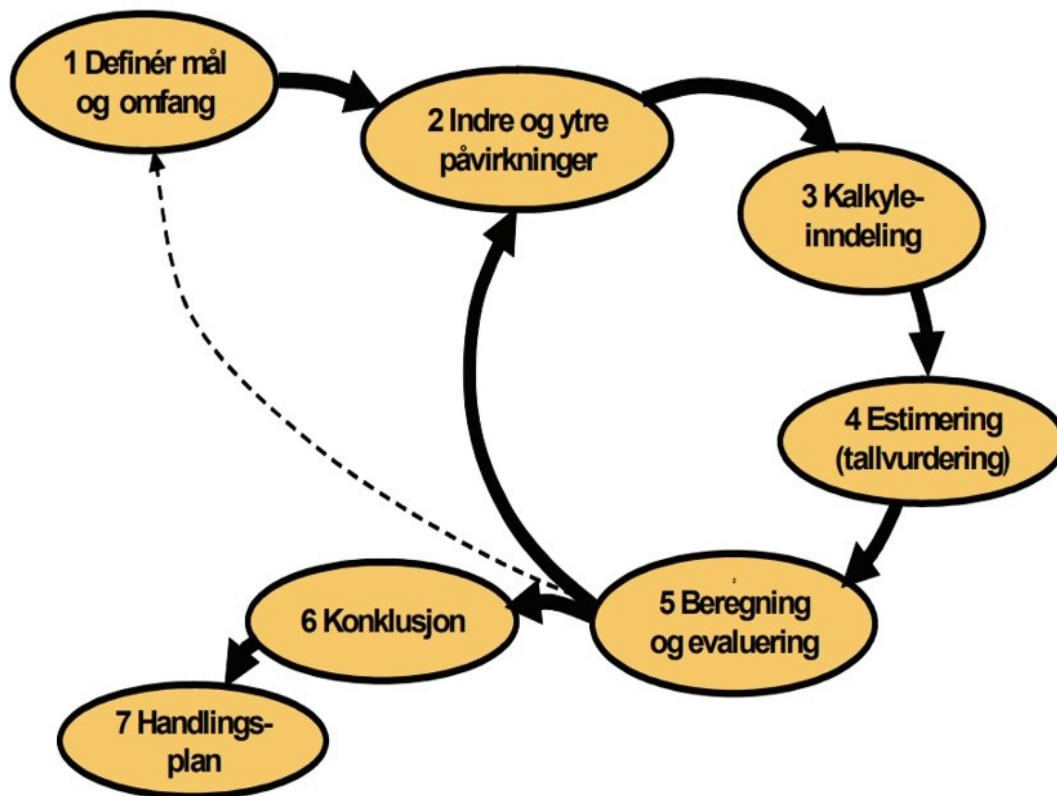 1 Definér mål
og omfang
2 Indre og ytre
påvirkninger
3 Kalkyle-
inndeling
4 Estimering
(tallvurdering)
2
5 Beregning
og evaluering
6 Konklusjon
7 Handlings-
plan